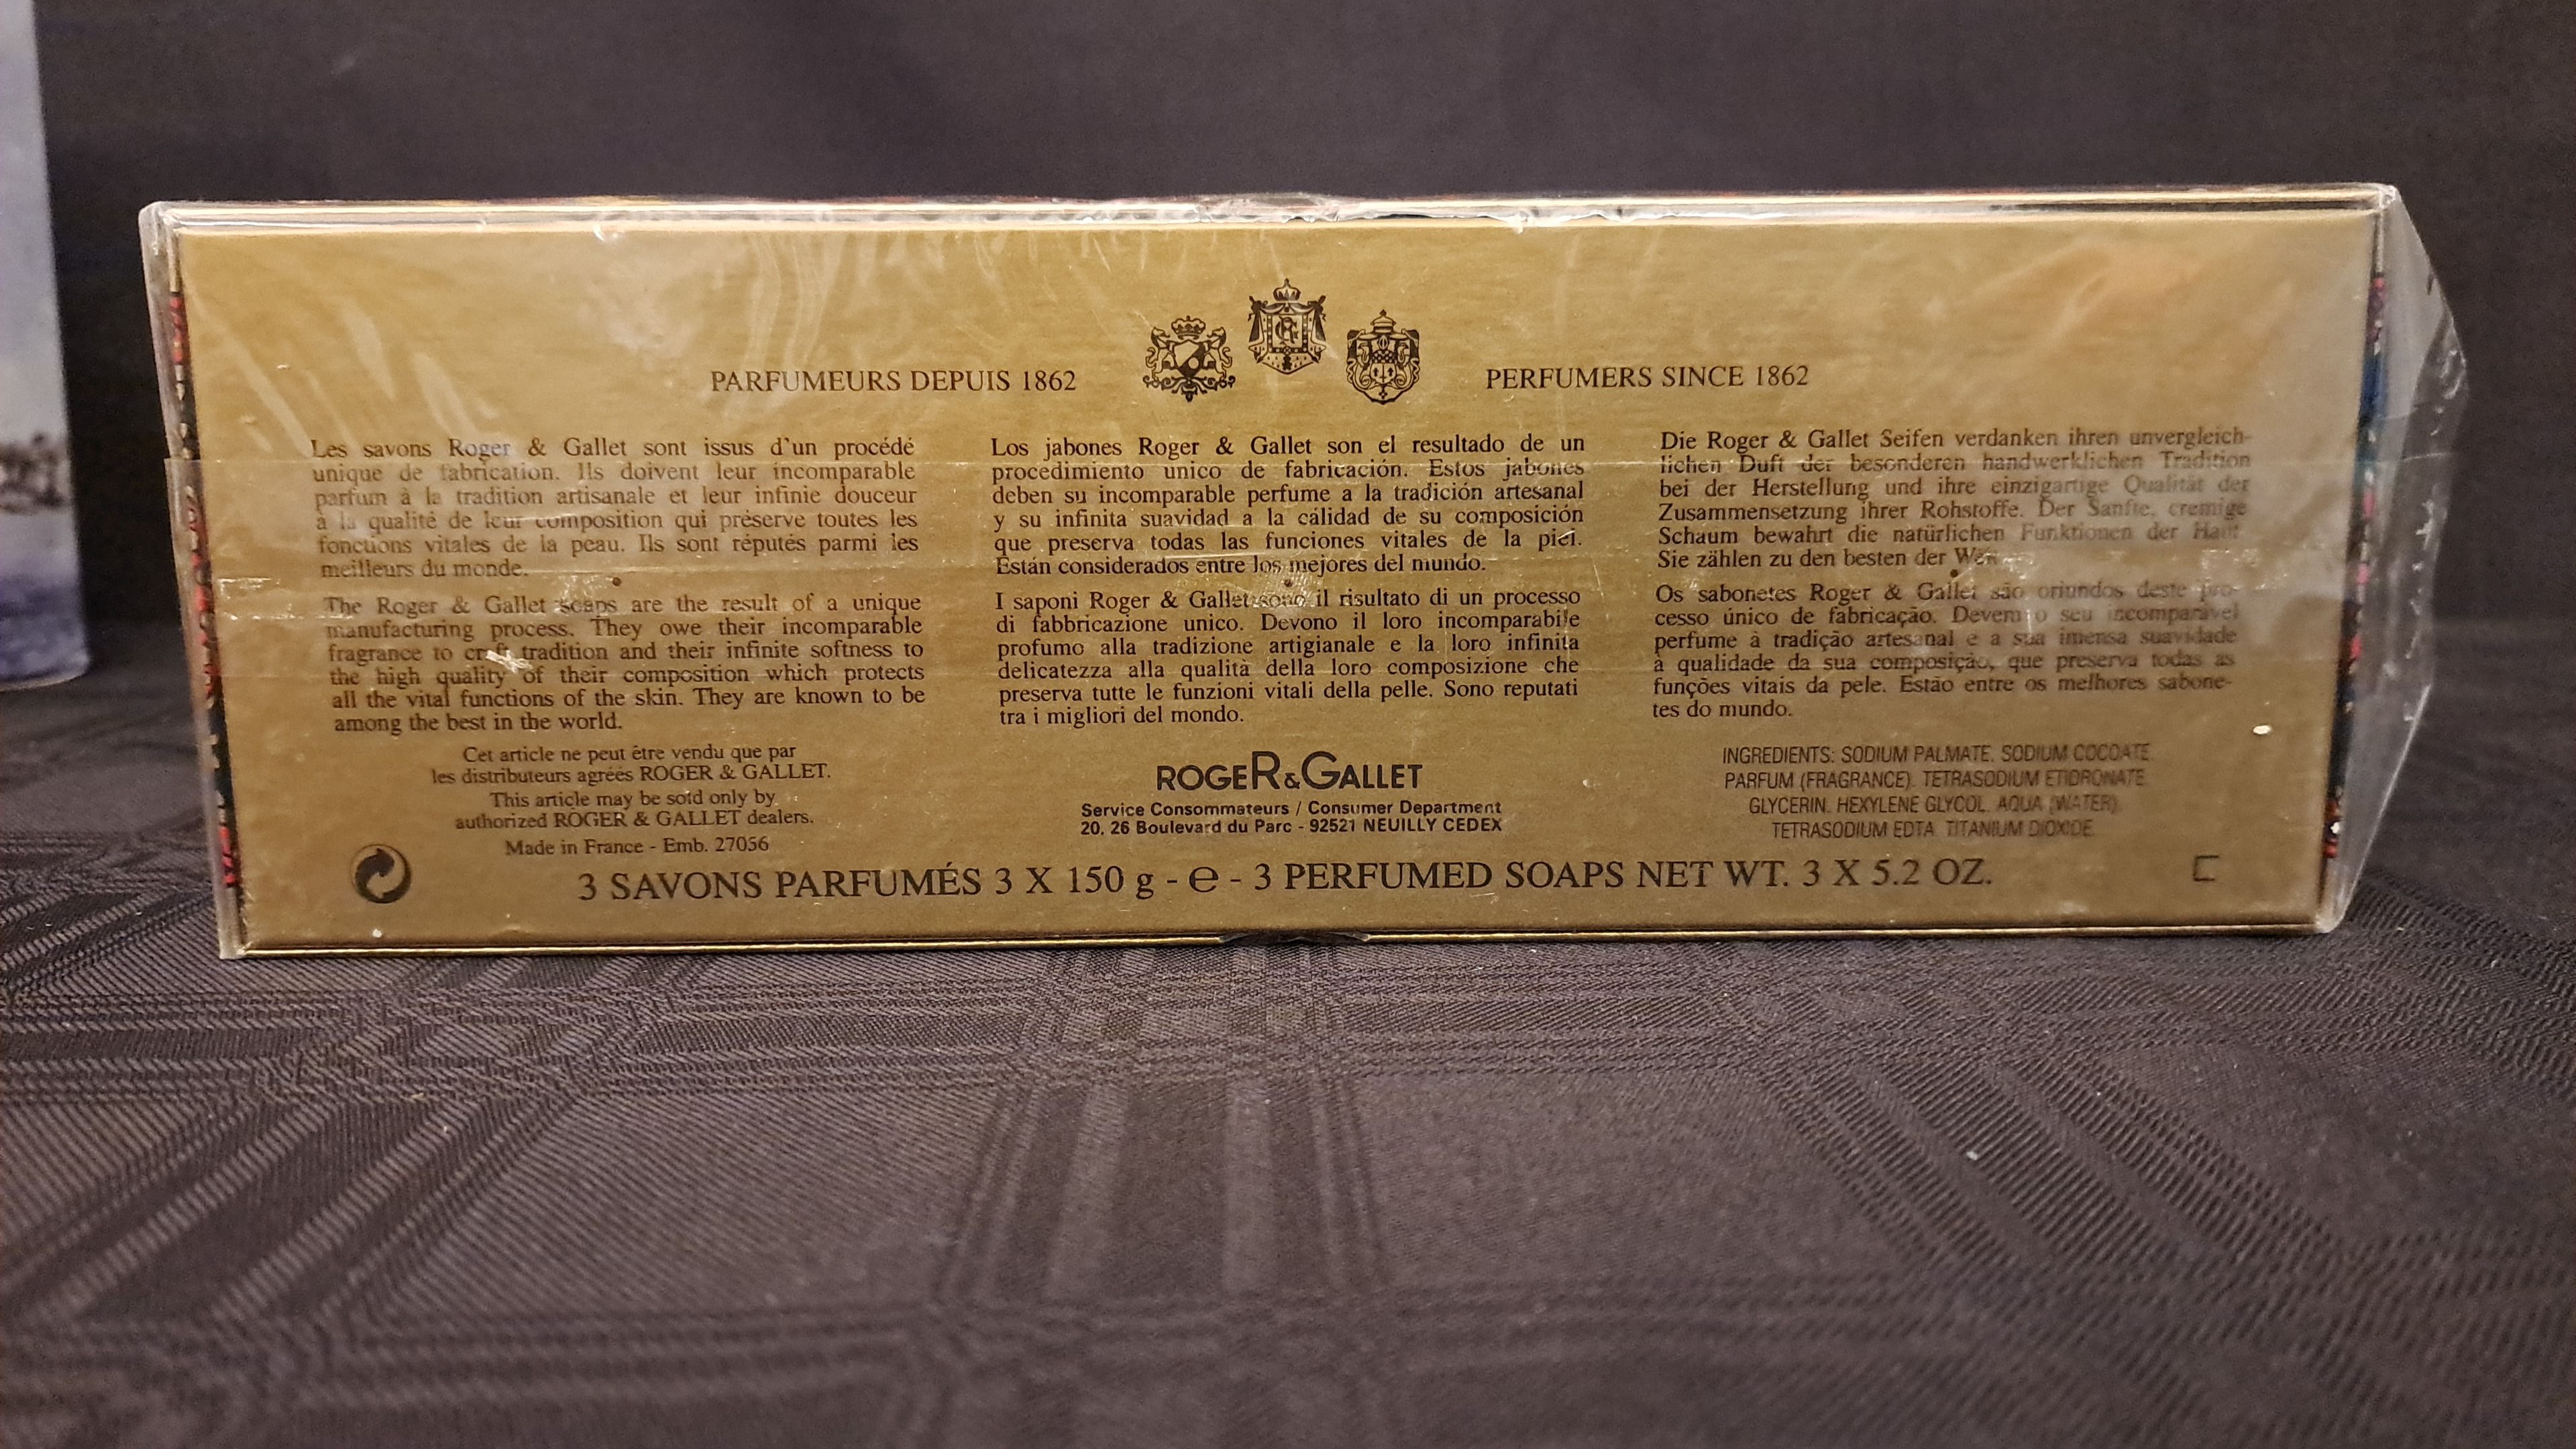 PARFUMEURS DEPUIS 1862
PERFUMERS SINCE 1862
Les savons Roger & Gallet sont issus d'un procédé
unique de fabrication. Ils doivent leur incomparable
parfum à la tradition artisanale et leur infinie douceur
à la qualité de leur composition qui préserve toutes les
fonctions vitales de la peau. Ils sont réputés parmi les
meilleurs du monde.
The Roger & Gallet soaps are the result of a unique
manufacturing process. They owe their incomparable
fragrance to craft tradition and their infinite softness to
the high quality of their composition which protects
all the vital functions of the skin. They are known to be
among the best in the world.
Cet article ne peut être vendu que par
les distributeurs agréés ROGER & GALLET.
This article may be sold only by
authorized ROGER & GALLET dealers.
Made in France - Emb. 27056
Los jabones Roger & Gallet son el resultado de un
procedimiento unico de fabricación. Estos jabones
deben su incomparable perfume a la tradición artesanal
y su infinita suavidad a la cálidad de su composición
que preserva todas las funciones vitales de la piel.
Están considerados entre los mejores del mundo.
I saponi Roger & Gallet sono il risultato di un processo
di fabbricazione unico. Devono il loro incomparabile
profumo alla tradizione artigianale e la loro infinita
delicatezza alla qualità della loro composizione che
preserva tutte le funzioni vitali della pelle. Sono reputati
tra i migliori del mondo.
ROGER & GALLET
Service Consommateurs / Consumer Department
20, 26 Boulevard du Parc - 92521 NEUILLY CEDEX
Die Roger & Gallet Seifen verdanken ihren unvergleich-
lichen Duft der besonderen handwerklichen Tradition
bei der Herstellung und ihre einzigartige Qualität der
Zusammensetzung ihrer Rohstoffe. Der Sanfte, cremige
Schaum bewahrt die natürlichen Funktionen der Haut.
Sie zählen zu den besten der Welt.
Os sabonetes Roger & Gallet são oriundos deste pro-
cesso único de fabricação. Devem o seu incomparável
perfume à tradição artesanal e a sua imensa suavidade
à qualidade da sua composição, que preserva todas as
funções vitais da pele. Estão entre os melhores sabone-
tes do mundo.
INGREDIENTS: SODIUM PALMATE, SODIUM COCOATE,
PARFUM (FRAGRANCE), TETRASODIUM ETIDRONATE,
GLYCERIN, HEXYLENE GLYCOL, AQUA (WATER),
TETRASODIUM EDTA, TITANIUM DIOXIDE.
3 SAVONS PARFUMÉS 3 X 150 g - e - 3 PERFUMED SOAPS NET WT. 3 X 5.2 OZ.